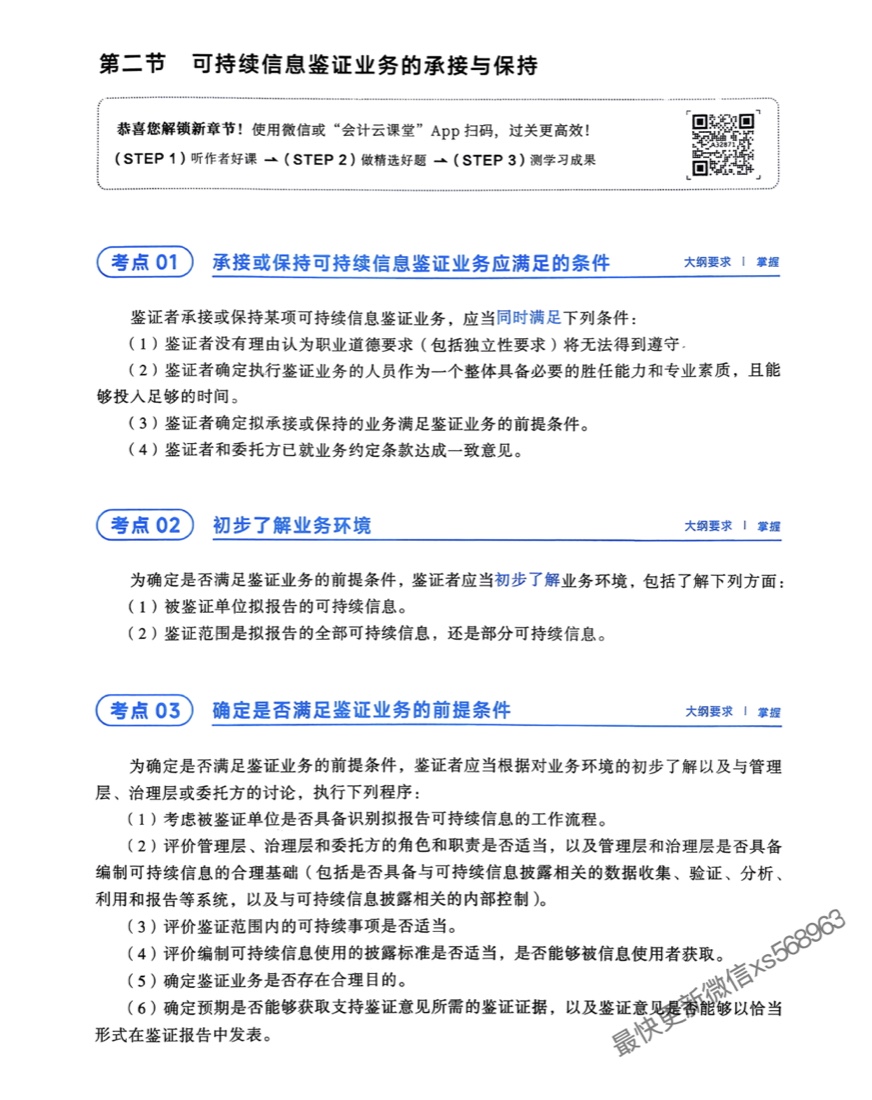 第二节 可持续信息鉴证业务的承接与保持
恭喜您解锁新章节！使用微信或“会计云课堂”App 扫码，过关更高效！
（STEP 1）听作者好课 →（STEP 2）做精选好题 →（STEP 3）测学习成果
A32871
考点 01 承接或保持可持续信息鉴证业务应满足的条件 大纲要求 | 掌握
鉴证者承接或保持某项可持续信息鉴证业务，应当同时满足下列条件：
（1）鉴证者没有理由认为职业道德要求（包括独立性要求）将无法得到遵守。
（2）鉴证者确定执行鉴证业务的人员作为一个整体具备必要的胜任能力和专业素质，且能
够投入足够的时间。
（3）鉴证者确定拟承接或保持的业务满足鉴证业务的前提条件。
（4）鉴证者和委托方已就业务约定条款达成一致意见。
考点 02 初步了解业务环境 大纲要求 | 掌握
为确定是否满足鉴证业务的前提条件，鉴证者应当初步了解业务环境，包括了解下列方面：
（1）被鉴证单位拟报告的可持续信息。
（2）鉴证范围是拟报告的全部可持续信息，还是部分可持续信息。
考点 03 确定是否满足鉴证业务的前提条件 大纲要求 | 掌握
为确定是否满足鉴证业务的前提条件，鉴证者应当根据对业务环境的初步了解以及与管理
层、治理层或委托方的讨论，执行下列程序：
（1）考虑被鉴证单位是否具备识别拟报告可持续信息的工作流程。
（2）评价管理层、治理层和委托方的角色和职责是否适当，以及管理层和治理层是否具备
编制可持续信息的合理基础（包括是否具备与可持续信息披露相关的数据收集、验证、分析、
利用和报告等系统，以及与可持续信息披露相关的内部控制）。
（3）评价鉴证范围内的可持续事项是否适当。
（4）评价编制可持续信息使用的披露标准是否适当，是否能够被信息使用者获取。
（5）确定鉴证业务是否存在合理目的。
（6）确定预期是否能够获取支持鉴证意见所需的鉴证证据，以及鉴证意见是否能够以恰当
形式在鉴证报告中发表。
最快更新微信xs568963